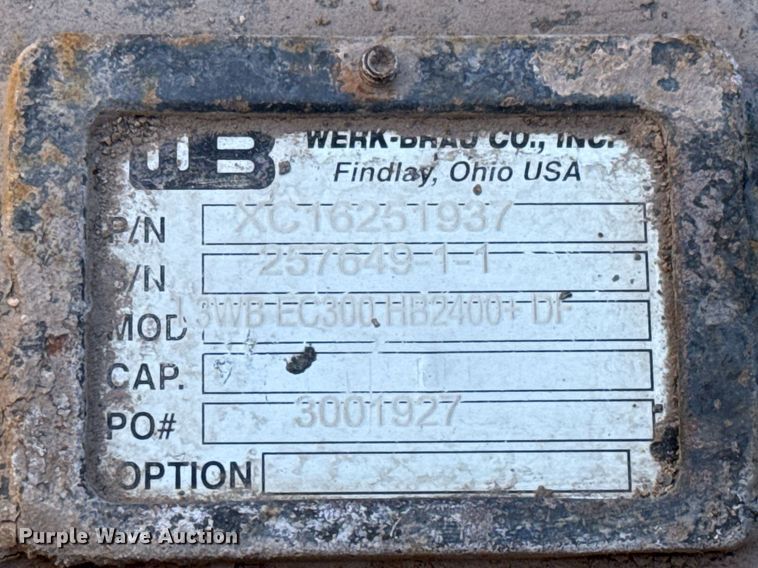 WB WERK-BRAU CO., INC.
Findlay, Ohio USA
P/N XC16251937
S/N 257649-1-1
MOD 3WB EC300 HB2400+
CAP.
PO# 3001927
OPTION
Purple Wave Auction